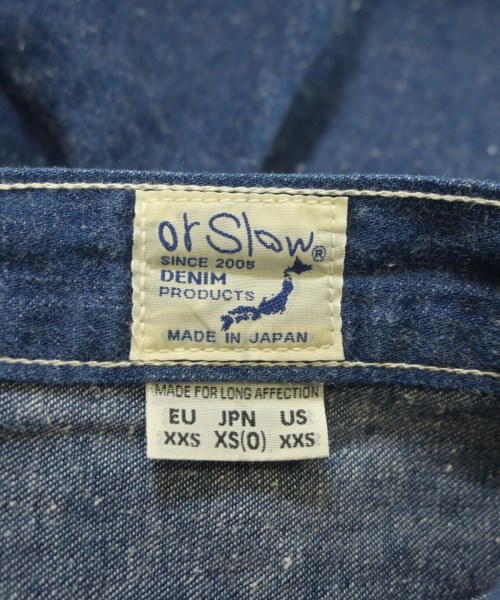 orSlow®
SINCE 2005
DENIM
PRODUCTS
MADE IN JAPAN
MADE FOR LONG AFFECTION
EU JPN US
XXS XS(0) XXS